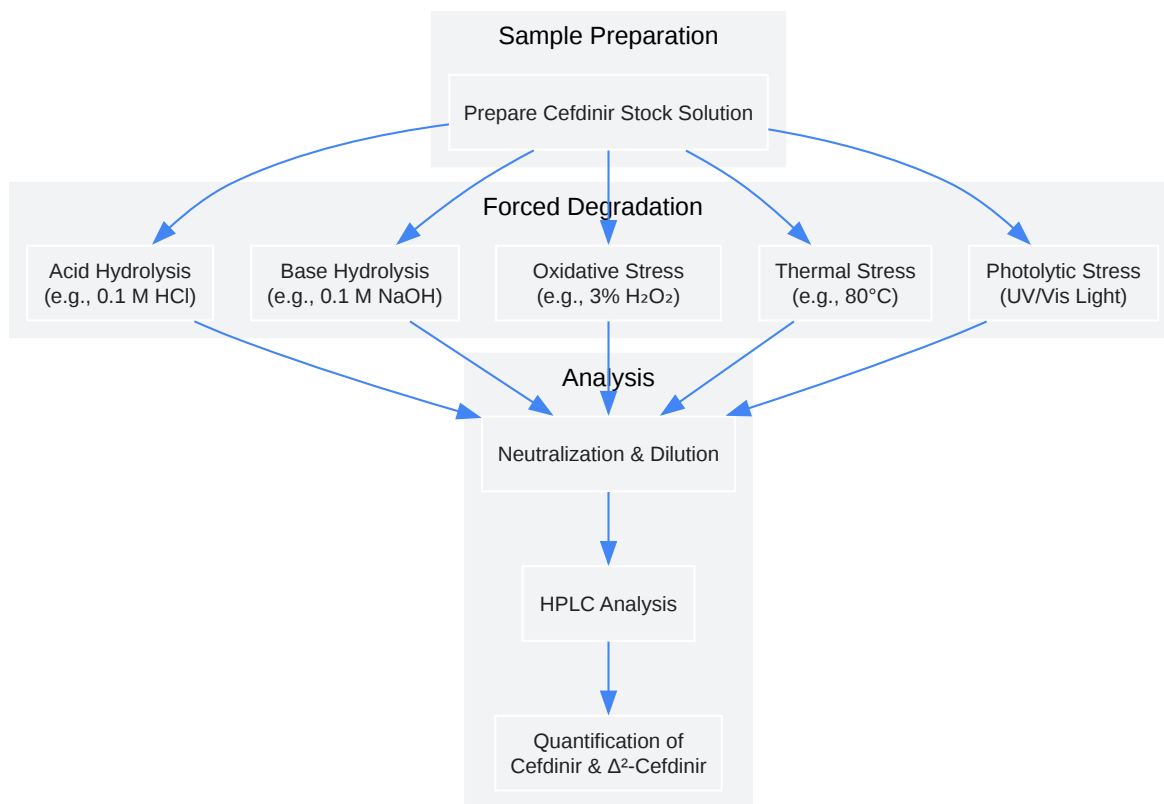 Sample Preparation
Prepare Cefdinir Stock Solution
Forced Degradation
Acid Hydrolysis
(e.g., 0.1 M HCl)
Base Hydrolysis
(e.g., 0.1 M NaOH)
Oxidative Stress
(e.g., 3% H₂O₂)
Thermal Stress
(e.g., 80°C)
Photolytic Stress
(UV/Vis Light)
Analysis
Neutralization & Dilution
HPLC Analysis
Quantification of
Cefdinir & Δ²-Cefdinir